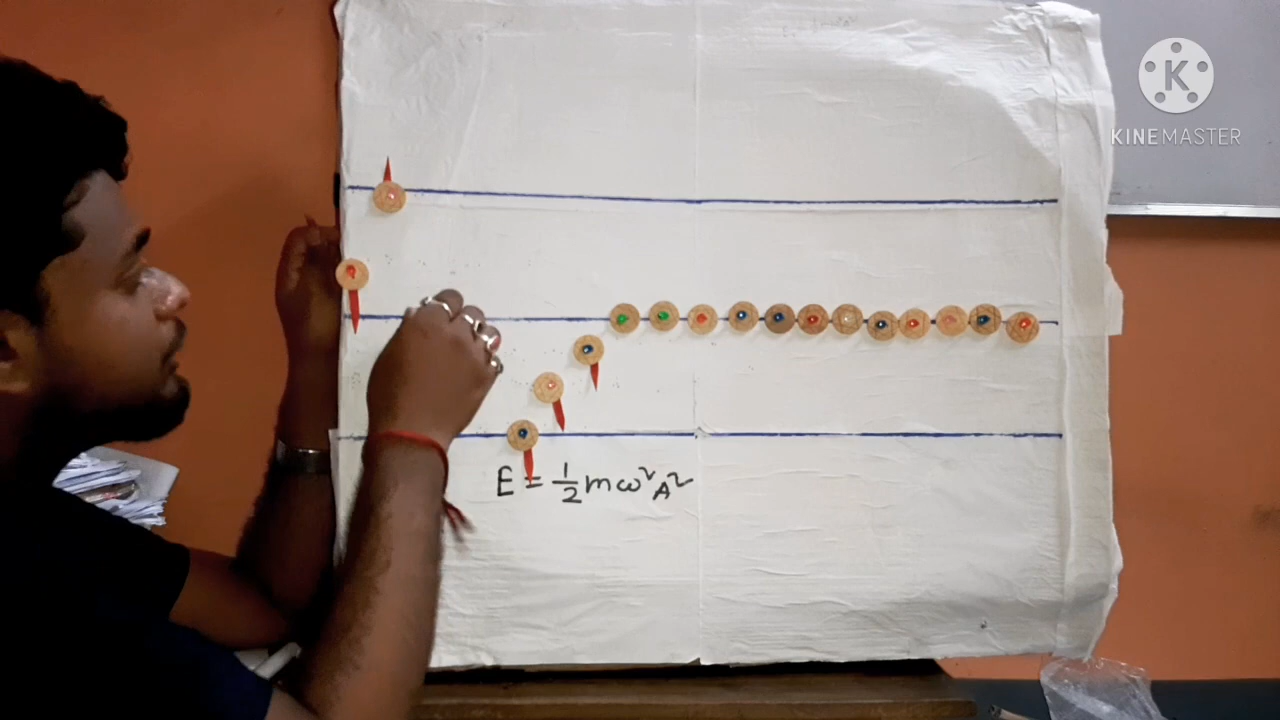 K
KINEMASTER
E = ½mω²A²